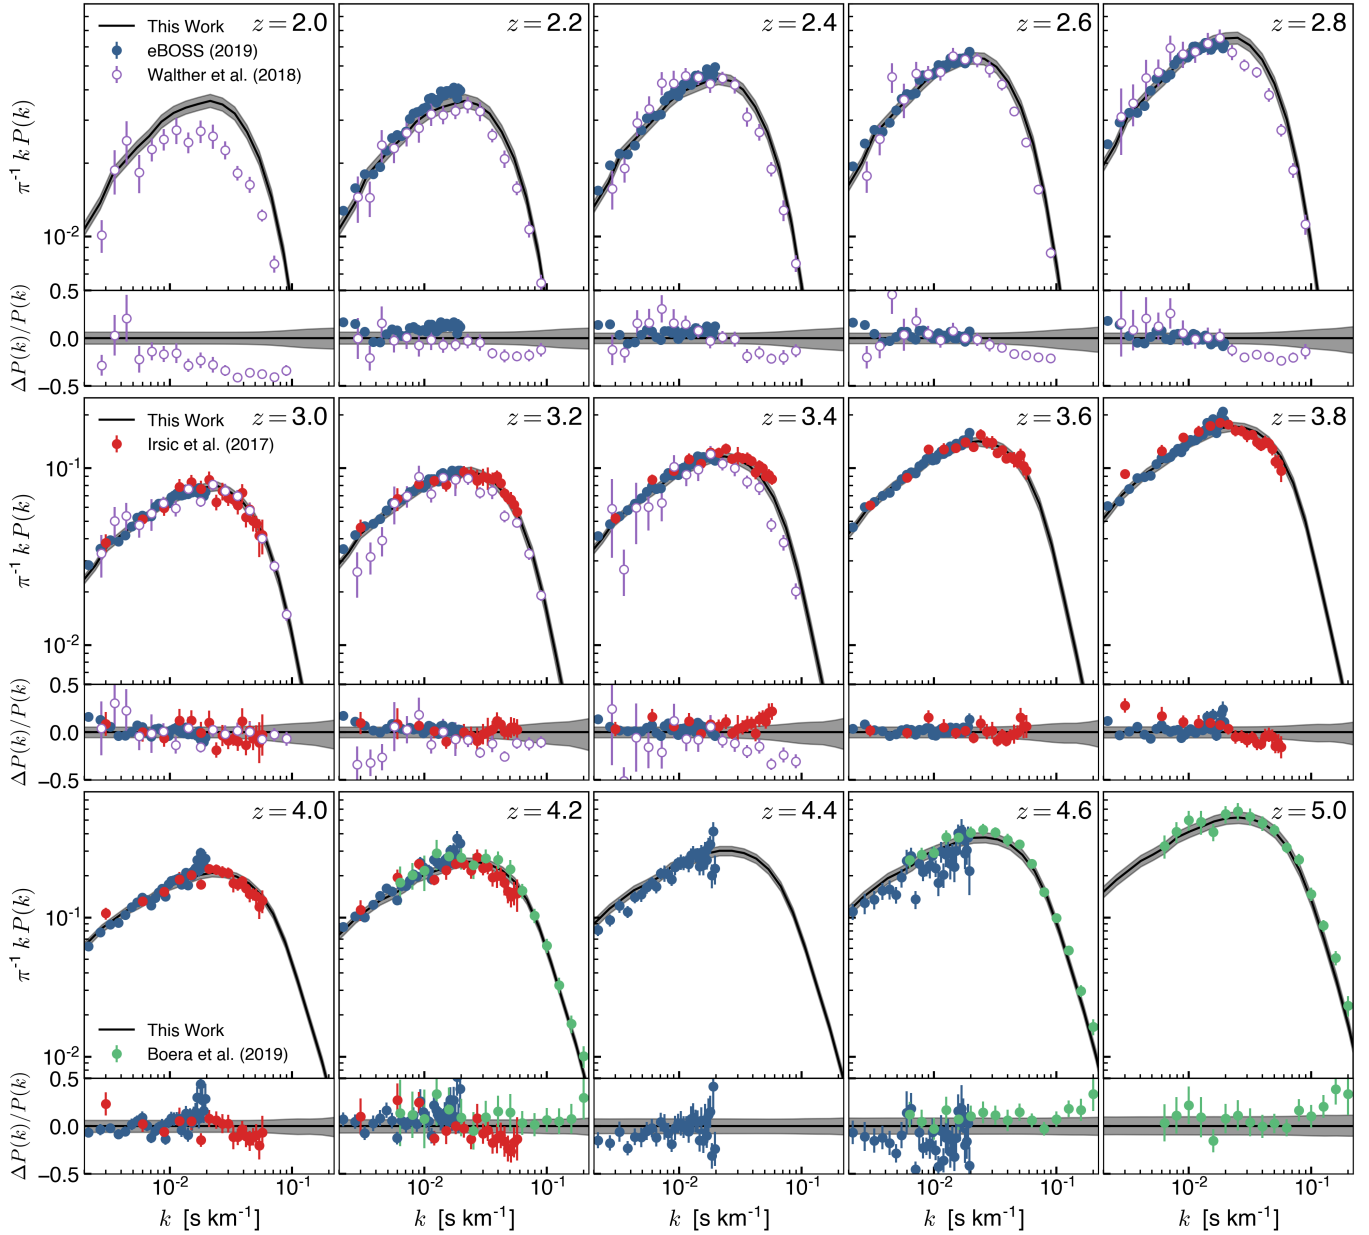 This Work
eBOSS (2019)
Walther et al. (2018)
z = 2.0
z = 2.2
z = 2.4
z = 2.6
z = 2.8
π⁻¹ k P(k)
10⁻²
0.5
0.0
−0.5
ΔP(k)/P(k)
This Work
Irsic et al. (2017)
z = 3.0
z = 3.2
z = 3.4
z = 3.6
z = 3.8
π⁻¹ k P(k)
10⁻¹
10⁻²
0.5
0.0
−0.5
ΔP(k)/P(k)
z = 4.0
z = 4.2
z = 4.4
z = 4.6
z = 5.0
π⁻¹ k P(k)
10⁻¹
This Work
Boera et al. (2019)
10⁻²
0.5
0.0
−0.5
ΔP(k)/P(k)
10⁻² 10⁻¹ 10⁻² 10⁻¹ 10⁻² 10⁻¹ 10⁻² 10⁻¹ 10⁻² 10⁻¹
k [s km⁻¹] k [s km⁻¹] k [s km⁻¹] k [s km⁻¹] k [s km⁻¹]